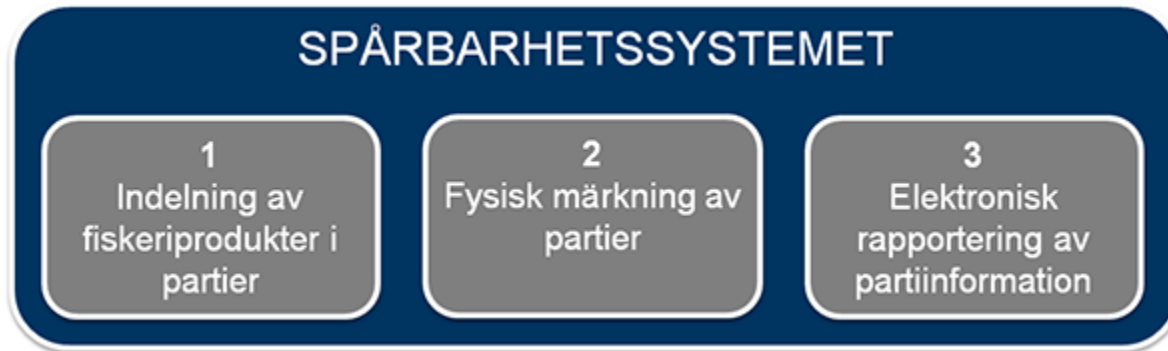 SPÅRBARHETSSYSTEMET
1
Indelning av
fiskeriprodukter i
partier
2
Fysisk märkning av
partier
3
Elektronisk
rapportering av
partiinformation